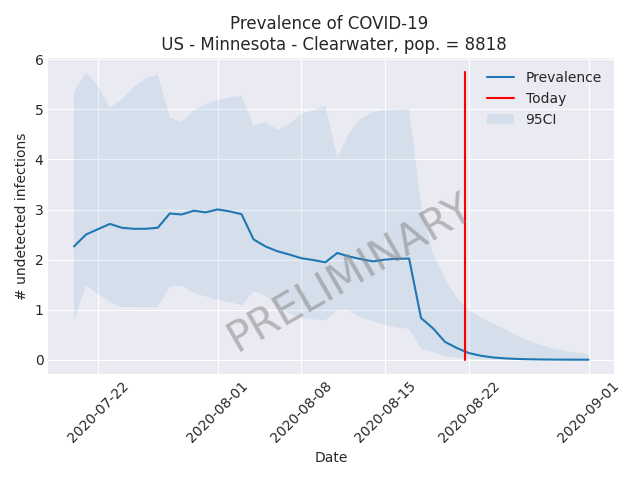 Prevalence of COVID-19
US - Minnesota - Clearwater, pop. = 8818
6
5
4
3
2
1
0
# undetected infections
Prevalence
Today
95CI
PRELIMINARY
2020-07-22
2020-08-01
2020-08-08
2020-08-15
2020-08-22
2020-09-01
Date